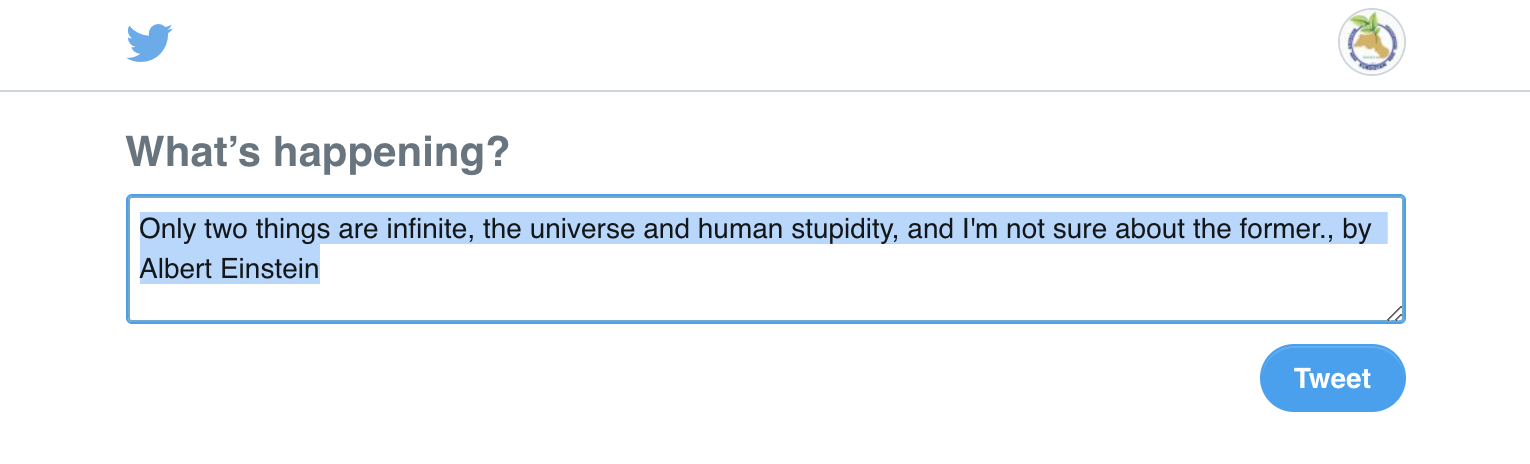 What’s happening?
Only two things are infinite, the universe and human stupidity, and I'm not sure about the former., by
Albert Einstein
Tweet